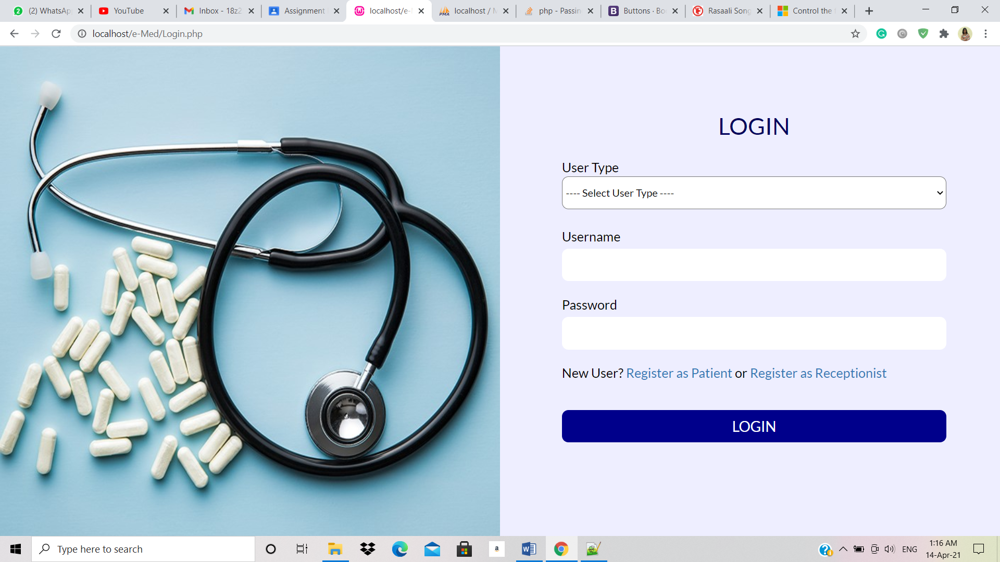 (2) WhatsAp
YouTube
Inbox - 18z2
Assignment
localhost/e-
localhost / M
php - Passin
Buttons · Bo
Rasaali Song
Control the
localhost/e-Med/Login.php
LOGIN
User Type
---- Select User Type ----
Username
Password
New User? Register as Patient or Register as Receptionist
LOGIN
Type here to search
a
ENG
1:16 AM
14-Apr-21